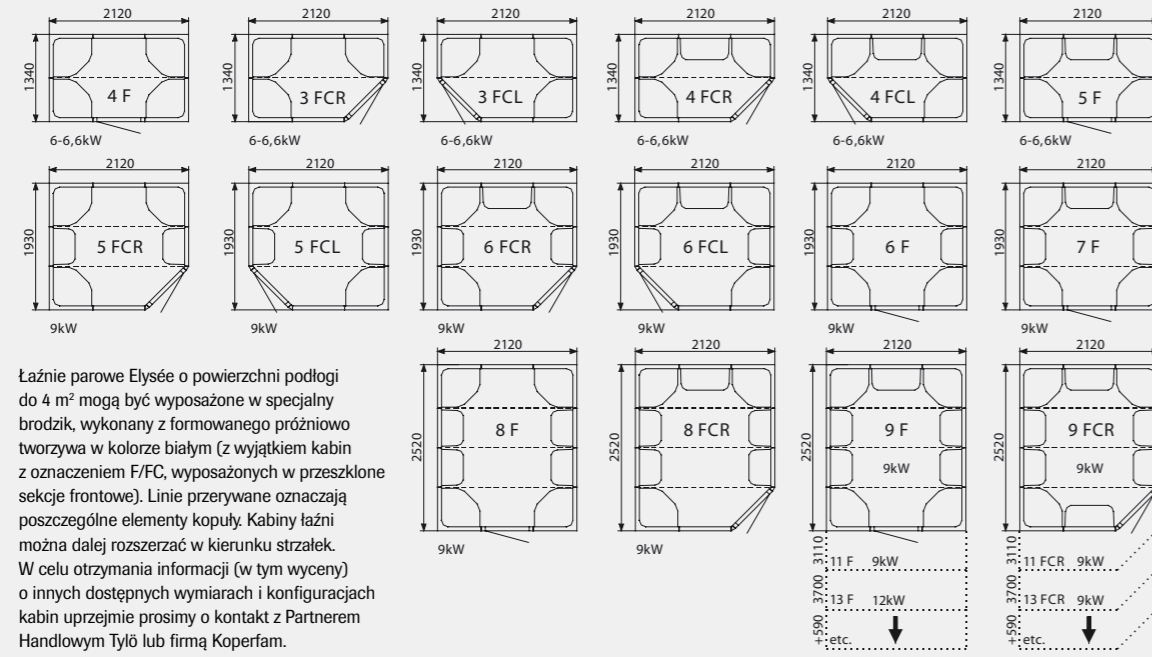 2120 2120 2120 2120 2120 2120
1340 1340 1340 1340 1340 1340
4 F 3 FCR 3 FCL 4 FCR 4 FCL 5 F
6-6,6kW 6-6,6kW 6-6,6kW 6-6,6kW 6-6,6kW 6-6,6kW
2120 2120 2120 2120 2120 2120
1930 1930 1930 1930 1930 1930
5 FCR 5 FCL 6 FCR 6 FCL 6 F 7 F
9kW 9kW 9kW 9kW 9kW 9kW
Łaźnie parowe Elysée o powierzchni podłogi
do 4 m² mogą być wyposażone w specjalny
brodzik, wykonany z formowanego próżniowo
tworzywa w kolorze białym (z wyjątkiem kabin
z oznaczeniem F/FC, wyposażonych w przeszklone
sekcje frontowe). Linie przerywane oznaczają
poszczególne elementy kopuły. Kabiny łaźni
można dalej rozszerzać w kierunku strzałek.
W celu otrzymania informacji (w tym wyceny)
o innych dostępnych wymiarach i konfiguracjach
kabin uprzejmie prosimy o kontakt z Partnerem
Handlowym Tylö lub firmą Koperfam.
2120 2120 2120 2120
2520 2520 2520 2520
8 F 8 FCR 9 F 9 FCR
9kW 9kW
9kW 9kW
3110 11 F 9kW 3110 11 FCR 9kW
3700 13 F 12kW 3700 13 FCR 9kW
+590 etc. +590 etc.